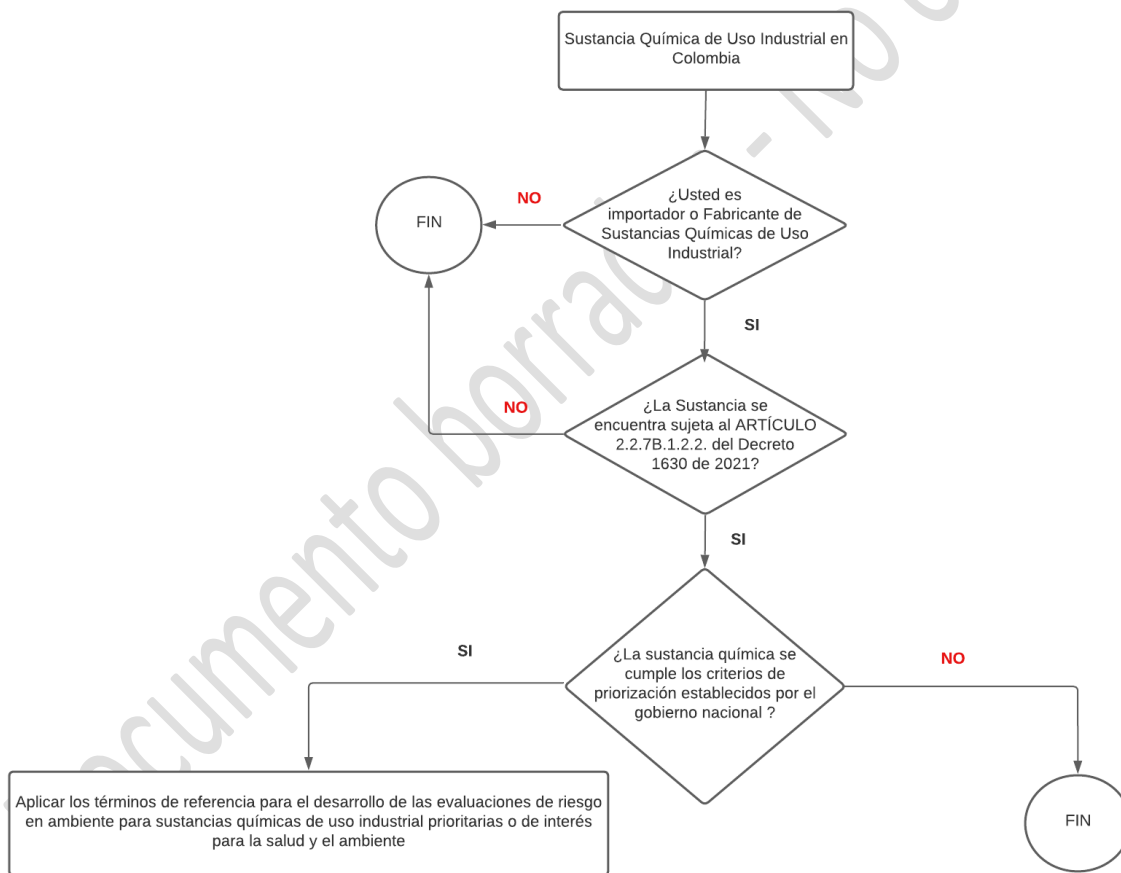 Sustancia Química de Uso Industrial en
Colombia
¿Usted es
importador o Fabricante de
Sustancias Químicas de Uso
Industrial?
NO
FIN
SI
¿La Sustancia se
encuentra sujeta al ARTÍCULO
2.2.7B.1.2.2. del Decreto
1630 de 2021?
NO
SI
¿La sustancia química se
cumple los criterios de
priorización establecidos por el
gobierno nacional ?
SI
NO
Aplicar los términos de referencia para el desarrollo de las evaluaciones de riesgo
en ambiente para sustancias químicas de uso industrial prioritarias o de interés
para la salud y el ambiente
FIN